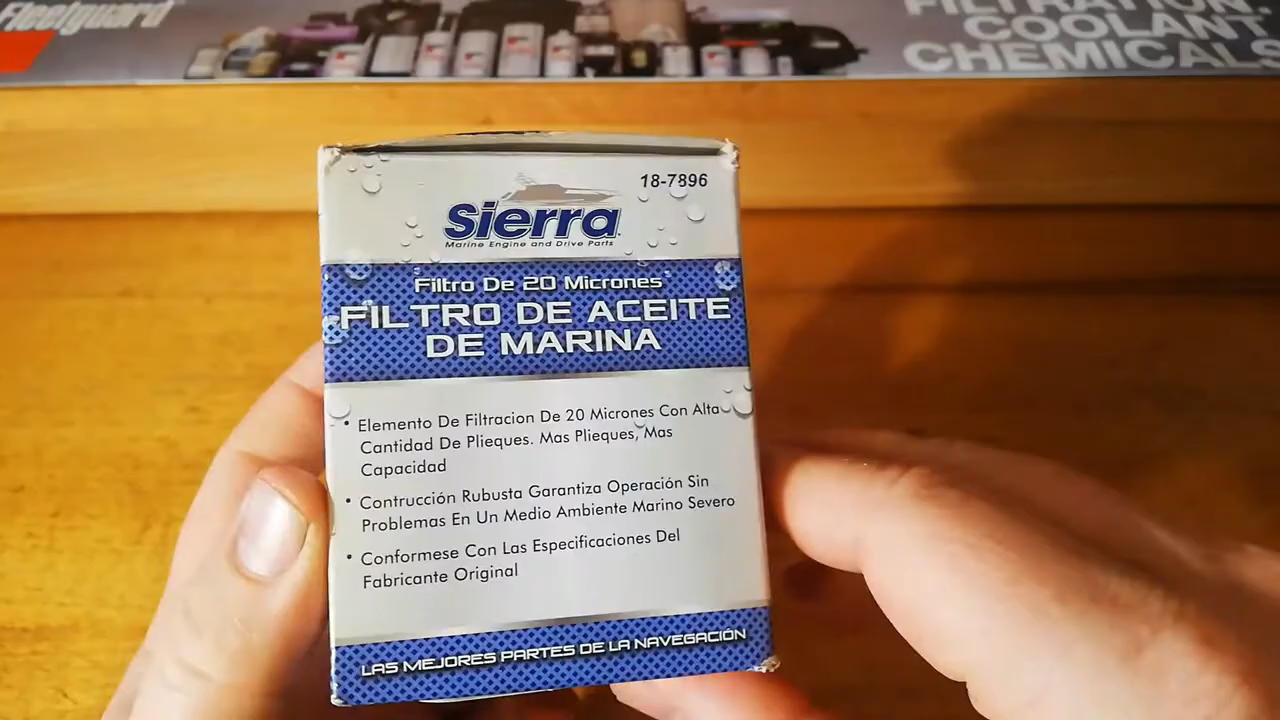 Fleetguard
FILTRATION.
COOLANT
CHEMICALS
18-7896
Sierra
Marine Engine and Drive Parts
Filtro De 20 Micrones
FILTRO DE ACEITE
DE MARINA
• Elemento De Filtracion De 20 Micrones Con Alta
Cantidad De Plieques. Mas Plieques, Mas
Capacidad
• Contrucción Rubusta Garantiza Operación Sin
Problemas En Un Medio Ambiente Marino Severo
• Conformese Con Las Especificaciones Del
Fabricante Original
LAS MEJORES PARTES DE LA NAVEGACIÓN